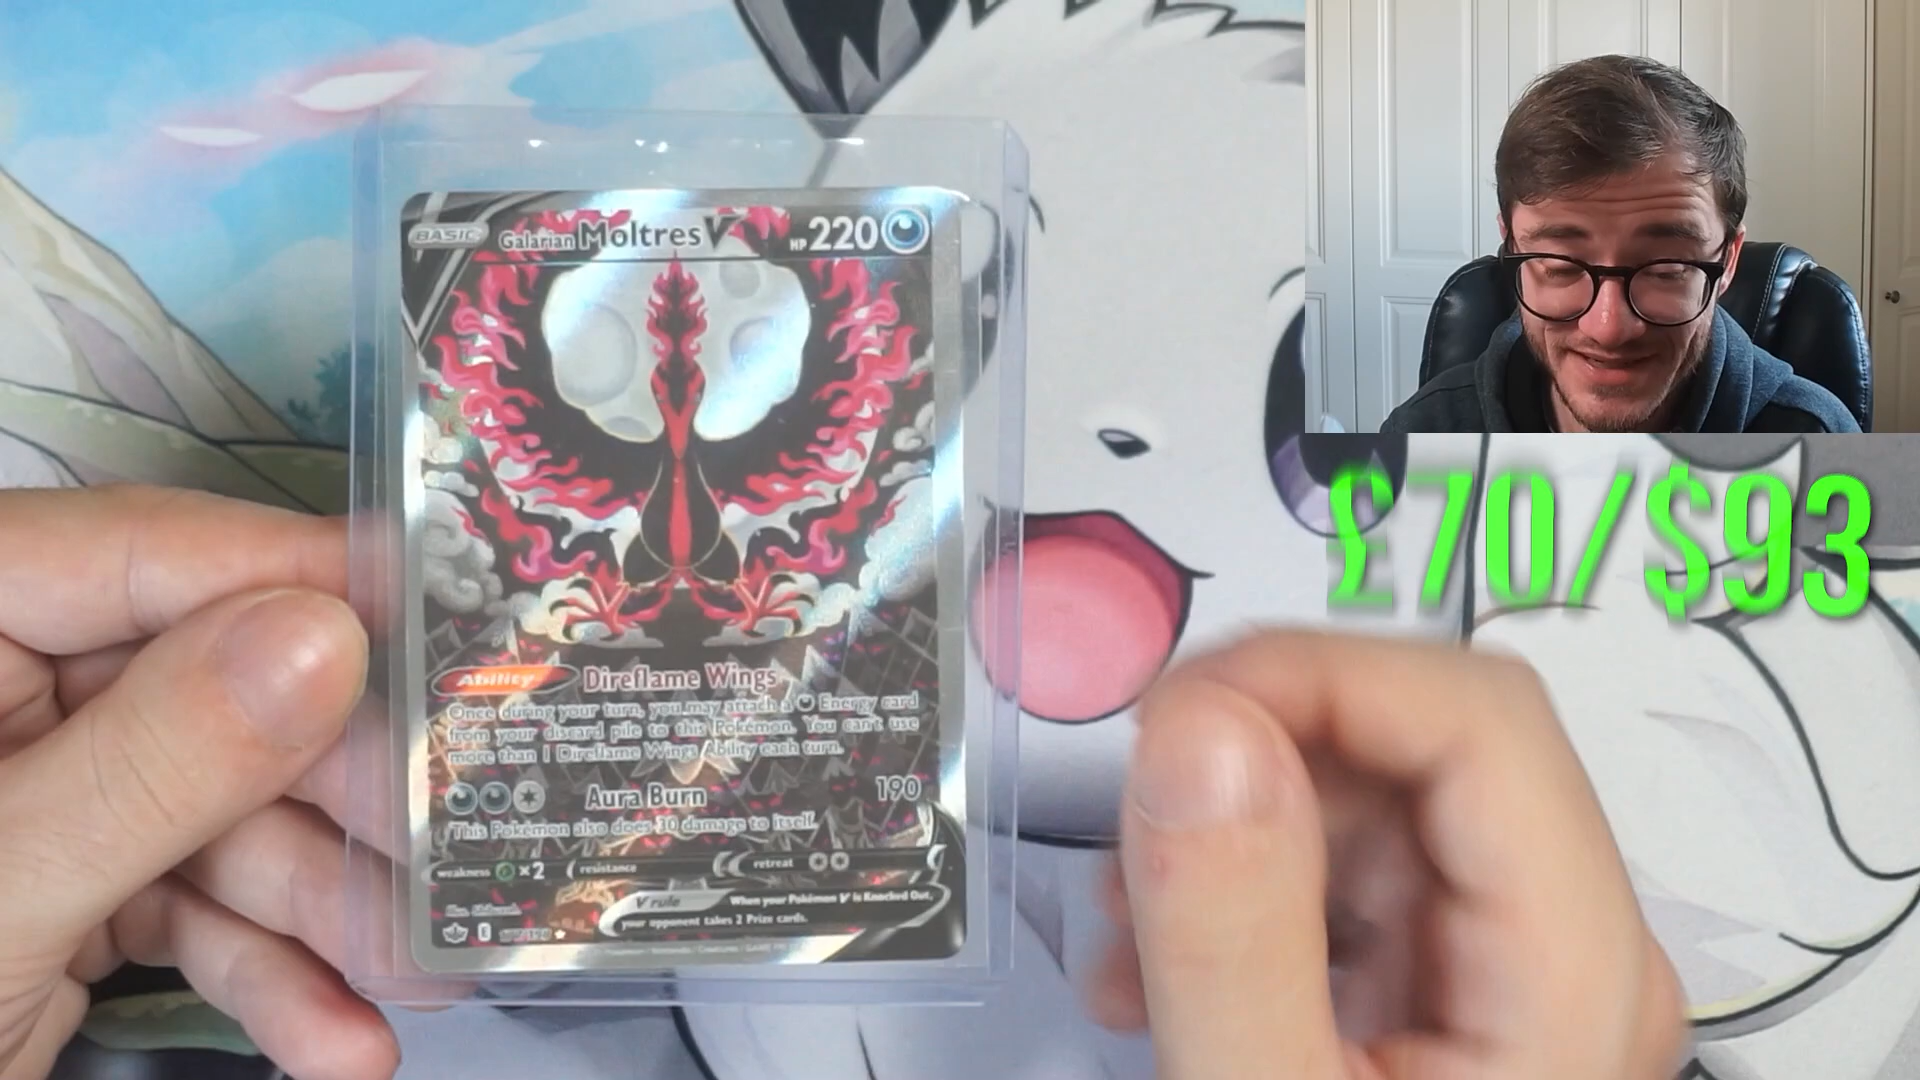 BASIC Galarian Moltres V HP 220
£70/$93
Ability Direflame Wings
Once during your turn, you may attach a Energy card
from your discard pile to this Pokémon. You can't use
more than 1 Direflame Wings Ability each turn.
Aura Burn 190
This Pokémon also does 30 damage to itself.
weakness ×2 resistance retreat
V rule When your Pokémon V is Knocked Out,
your opponent takes 2 Prize cards.
Illus.
E